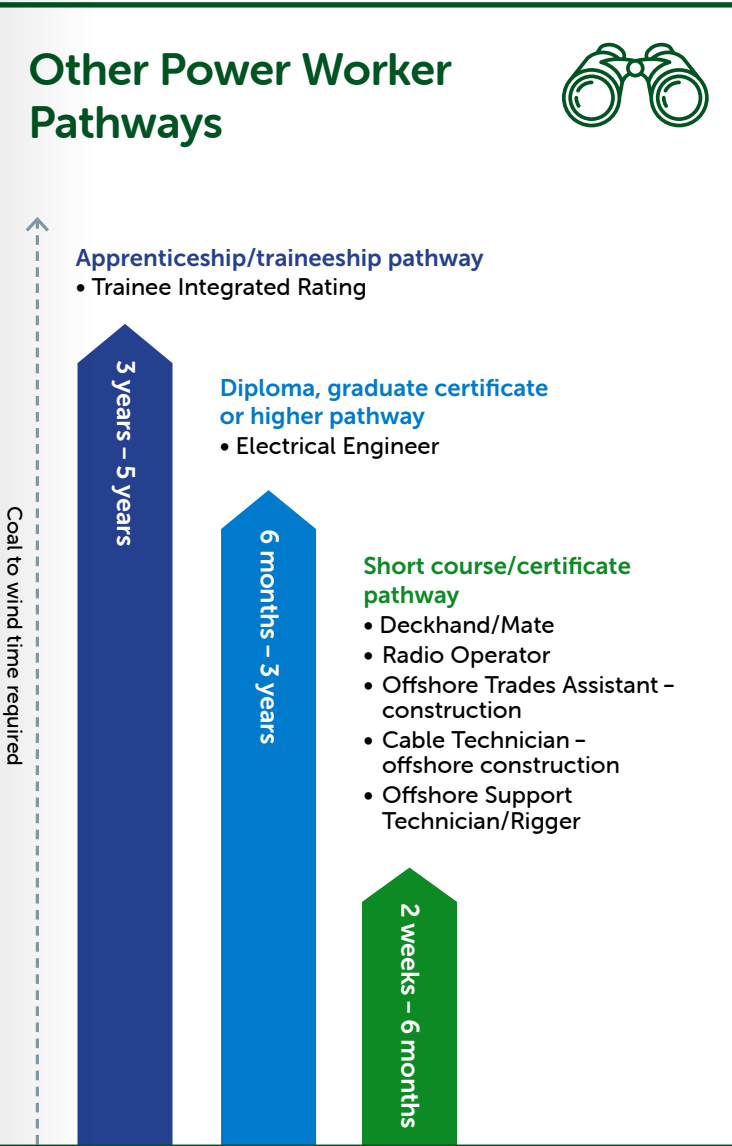 Other Power Worker
Pathways
Coal to wind time required
Apprenticeship/traineeship pathway
• Trainee Integrated Rating
3 years – 5 years
Diploma, graduate certificate
or higher pathway
• Electrical Engineer
6 months – 3 years
Short course/certificate
pathway
• Deckhand/Mate
• Radio Operator
• Offshore Trades Assistant –
construction
• Cable Technician –
offshore construction
• Offshore Support
Technician/Rigger
2 weeks – 6 months